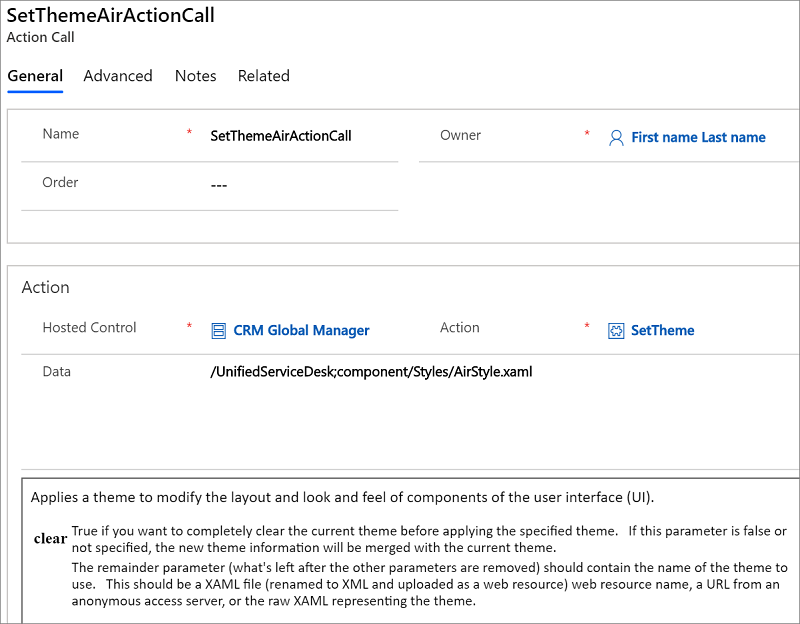 SetThemeAirActionCall
Action Call
General Advanced Notes Related
Name * SetThemeAirActionCall Owner * First name Last name
Order ---
Action
Hosted Control * CRM Global Manager Action * SetTheme
Data /UnifiedServiceDesk;component/Styles/AirStyle.xaml
Applies a theme to modify the layout and look and feel of components of the user interface (UI).
clear True if you want to completely clear the current theme before applying the specified theme. If this parameter is false or
not specified, the new theme information will be merged with the current theme.
The remainder parameter (what's left after the other parameters are removed) should contain the name of the theme to
use. This should be a XAML file (renamed to XML and uploaded as a web resource) web resource name, a URL from an
anonymous access server, or the raw XAML representing the theme.